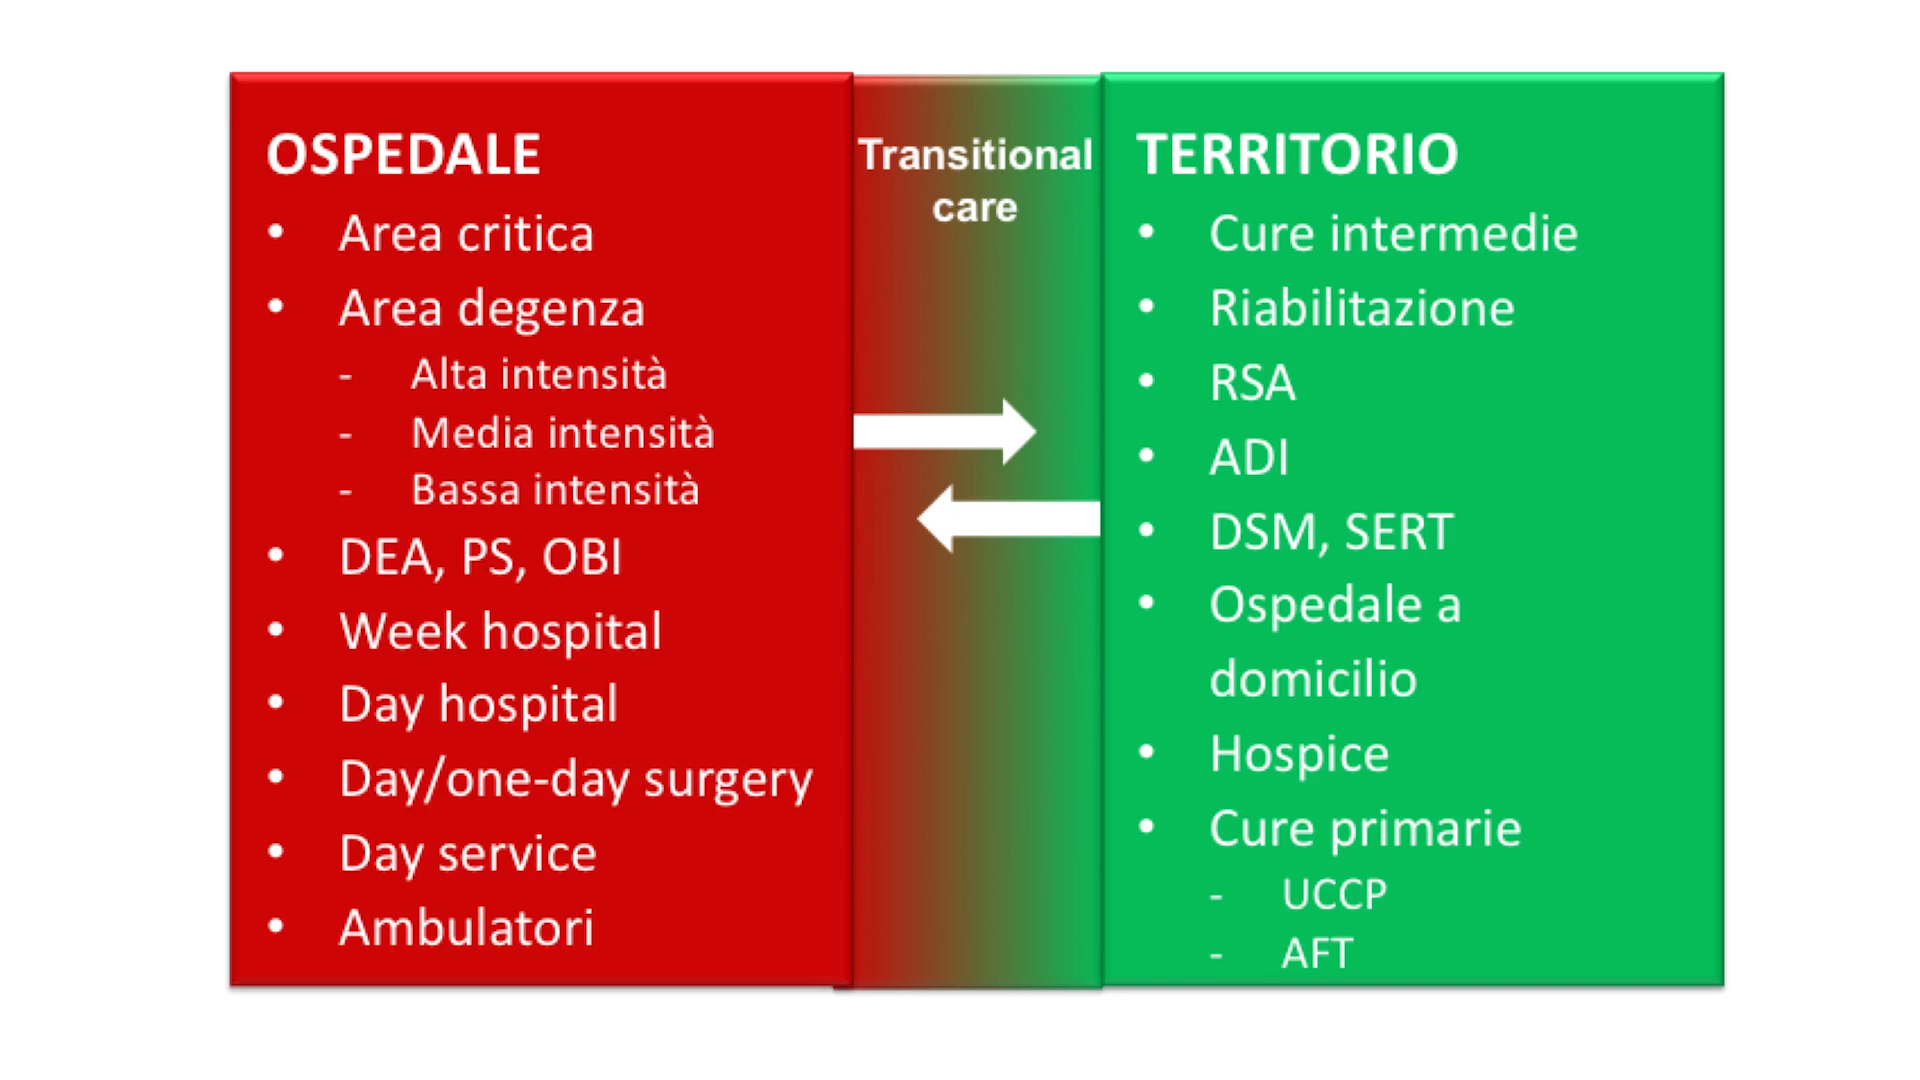 OSPEDALE
• Area critica
• Area degenza
- Alta intensità
- Media intensità
- Bassa intensità
• DEA, PS, OBI
• Week hospital
• Day hospital
• Day/one-day surgery
• Day service
• Ambulatori
Transitional
care
TERRITORIO
• Cure intermedie
• Riabilitazione
• RSA
• ADI
• DSM, SERT
• Ospedale a
domicilio
• Hospice
• Cure primarie
- UCCP
- AFT